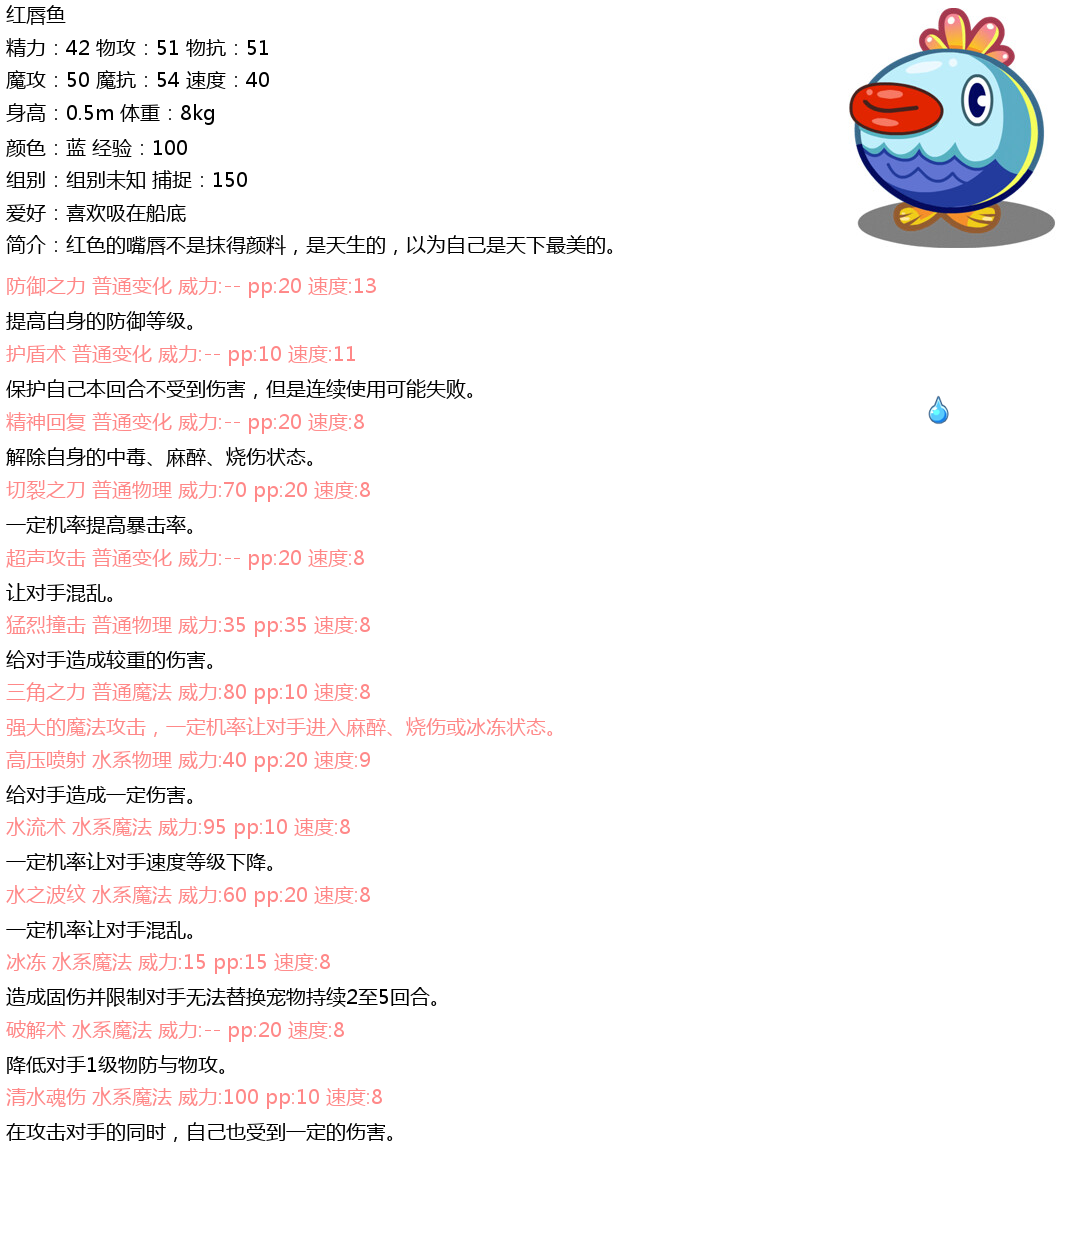 红唇鱼
精力：42 物攻：51 物抗：51
魔攻：50 魔抗：54 速度：40
身高：0.5m 体重：8kg
颜色：蓝 经验：100
组别：组别未知 捕捉：150
爱好：喜欢吸在船底
简介：红色的嘴唇不是抹得颜料，是天生的，以为自己是天下最美的。
防御之力 普通变化 威力:-- pp:20 速度:13
提高自身的防御等级。
护盾术 普通变化 威力:-- pp:10 速度:11
保护自己本回合不受到伤害，但是连续使用可能失败。
精神回复 普通变化 威力:-- pp:20 速度:8
解除自身的中毒、麻醉、烧伤状态。
切裂之刀 普通物理 威力:70 pp:20 速度:8
一定机率提高暴击率。
超声攻击 普通变化 威力:-- pp:20 速度:8
让对手混乱。
猛烈撞击 普通物理 威力:35 pp:35 速度:8
给对手造成较重的伤害。
三角之力 普通魔法 威力:80 pp:10 速度:8
强大的魔法攻击，一定机率让对手进入麻醉、烧伤或冰冻状态。
高压喷射 水系物理 威力:40 pp:20 速度:9
给对手造成一定伤害。
水流术 水系魔法 威力:95 pp:10 速度:8
一定机率让对手速度等级下降。
水之波纹 水系魔法 威力:60 pp:20 速度:8
一定机率让对手混乱。
冰冻 水系魔法 威力:15 pp:15 速度:8
造成固伤并限制对手无法替换宠物持续2至5回合。
破解术 水系魔法 威力:-- pp:20 速度:8
降低对手1级物防与物攻。
清水魂伤 水系魔法 威力:100 pp:10 速度:8
在攻击对手的同时，自己也受到一定的伤害。